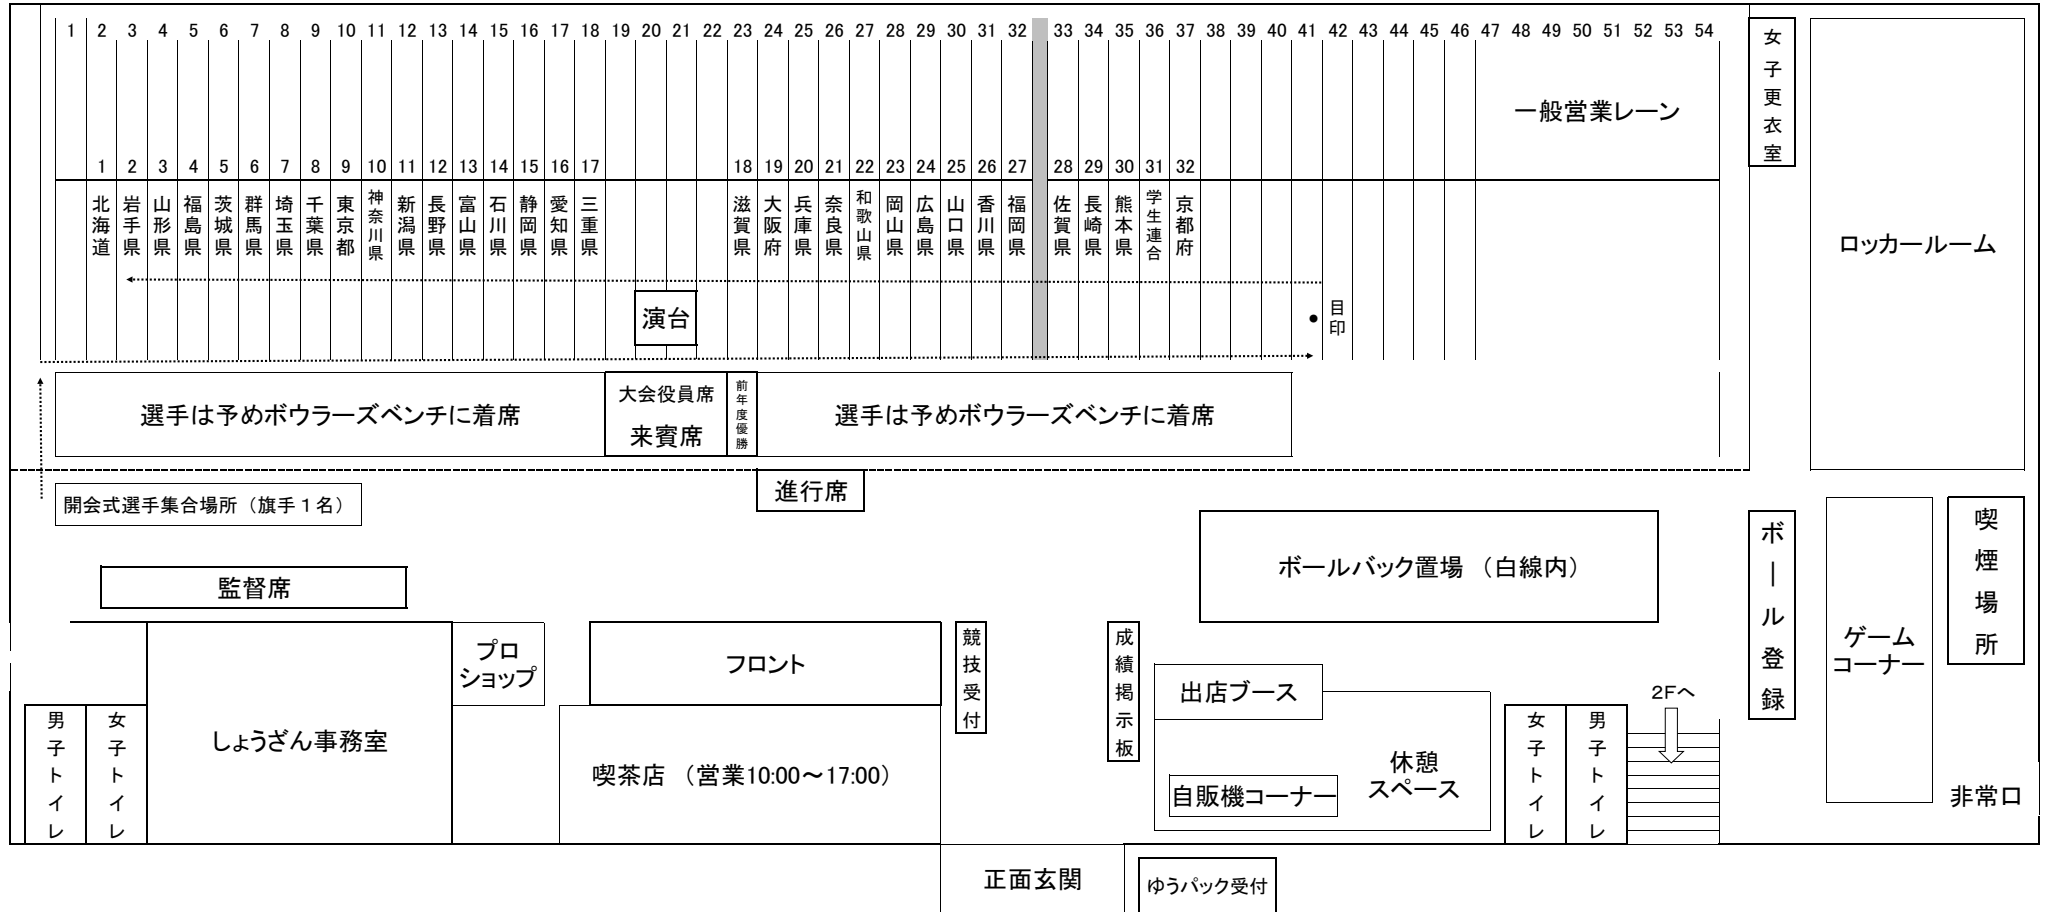 1 2 3 4 5 6 7 8 9 10 11 12 13 14 15 16 17 18 19 20 21 22 23 24 25 26 27 28 29 30 31 32 33 34 35 36 37 38 39 40 41 42 43 44 45 46 47 48 49 50 51 52 53 54
一般営業レーン
女子更衣室
ロッカールーム
1 2 3 4 5 6 7 8 9 10 11 12 13 14 15 16 17 18 19 20 21 22 23 24 25 26 27 28 29 30 31 32
北海道
岩手県
山形県
福島県
茨城県
群馬県
埼玉県
千葉県
東京都
神奈川県
新潟県
長野県
富山県
石川県
静岡県
愛知県
三重県
滋賀県
大阪府
兵庫県
奈良県
和歌山県
岡山県
広島県
山口県
香川県
福岡県
佐賀県
長崎県
熊本県
学生連合
京都府
演台
目印
選手は予めボウラーズベンチに着席
大会役員席
来賓席
前年度優勝
選手は予めボウラーズベンチに着席
開会式選手集合場所（旗手１名）
進行席
監督席
ボールバック置場 （白線内）
ボール登録
ゲーム
コーナー
喫煙場所
プロ
ショップ
フロント
競技受付
成績掲示板
出店ブース
2Fへ
男子トイレ
女子トイレ
しょうざん事務室
喫茶店 （営業10:00～17:00）
自販機コーナー
休憩
スペース
女子トイレ
男子トイレ
非常口
正面玄関
ゆうパック受付